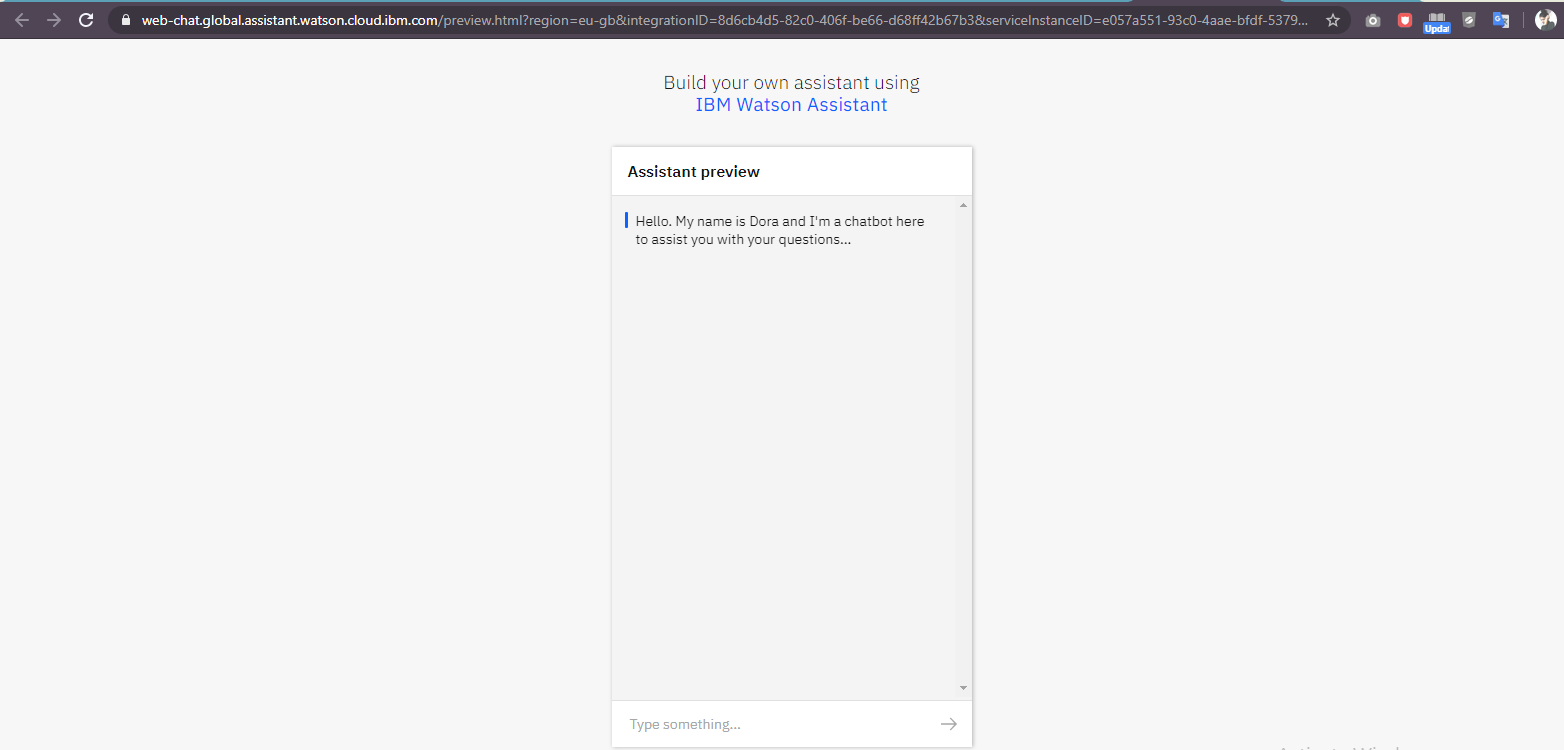 web-chat.global.assistant.watson.cloud.ibm.com/preview.html?region=eu-gb&integrationID=8d6cb4d5-82c0-406f-be66-d68ff42b67b3&serviceInstanceID=e057a551-93c0-4aae-bfdf-5379...
Updat
Build your own assistant using
IBM Watson Assistant
Assistant preview
Hello. My name is Dora and I'm a chatbot here
to assist you with your questions...
Type something...